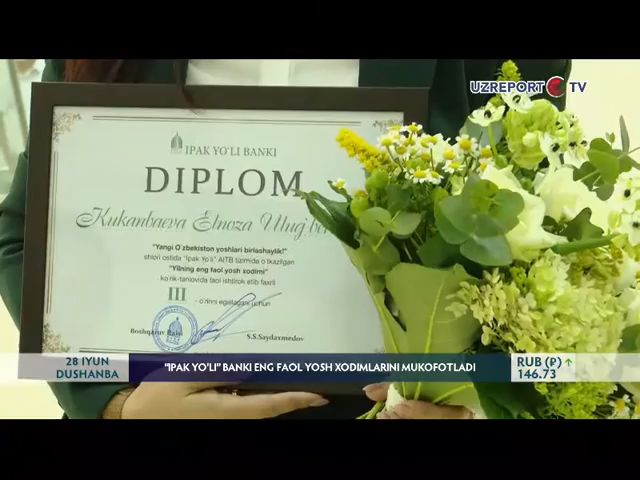 UZREPORT TV
IPAK YO'LI BANKI
DIPLOM
Kukanbaeva Elnoza
"Yangi O'zbekiston yoshlari birlashaylik!"
shiori ostida "Ipak Yo'li" AITB tizimida o'tkazilgan
"Yilning eng faol yosh xodimi"
ko'rik-tanlovida faol ishtirok etib faxrli
III - o'rinni egallagani uchun
Boshqaruv Raisi
S.S.Saydaxmedov
28 IYUN
DUSHANBA
"IPAK YO'LI" BANKI ENG FAOL YOSH XODIMLARINI MUKOFOTLADI
RUB (₽) ↑
146.73